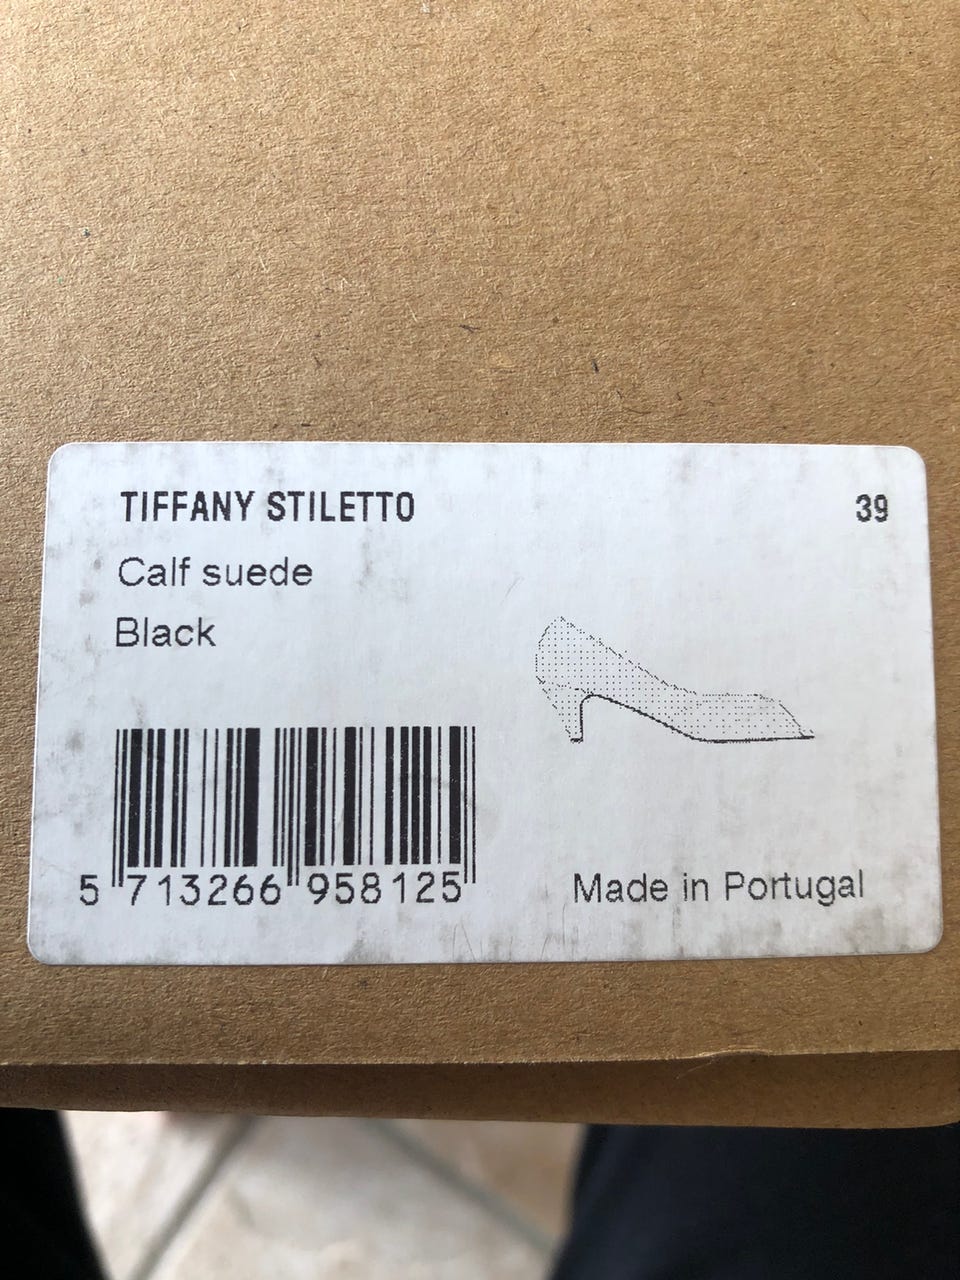 TIFFANY STILETTO 39
Calf suede
Black
5 713266 958125
Made in Portugal